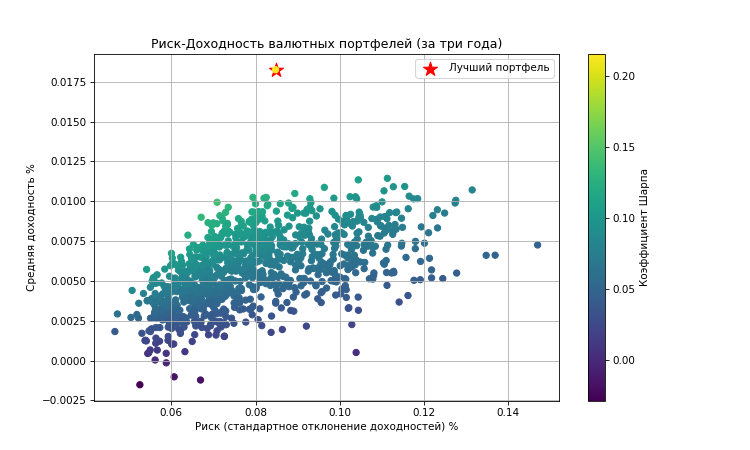 Риск-Доходность валютных портфелей (за три года)
Лучший портфель
0.0175
0.0150
0.0125
0.0100
0.0075
0.0050
0.0025
0.0000
−0.0025
Средняя доходность %
0.06 0.08 0.10 0.12 0.14
Риск (стандартное отклонение доходностей) %
0.20
0.15
0.10
0.05
0.00
Коэффициент Шарпа